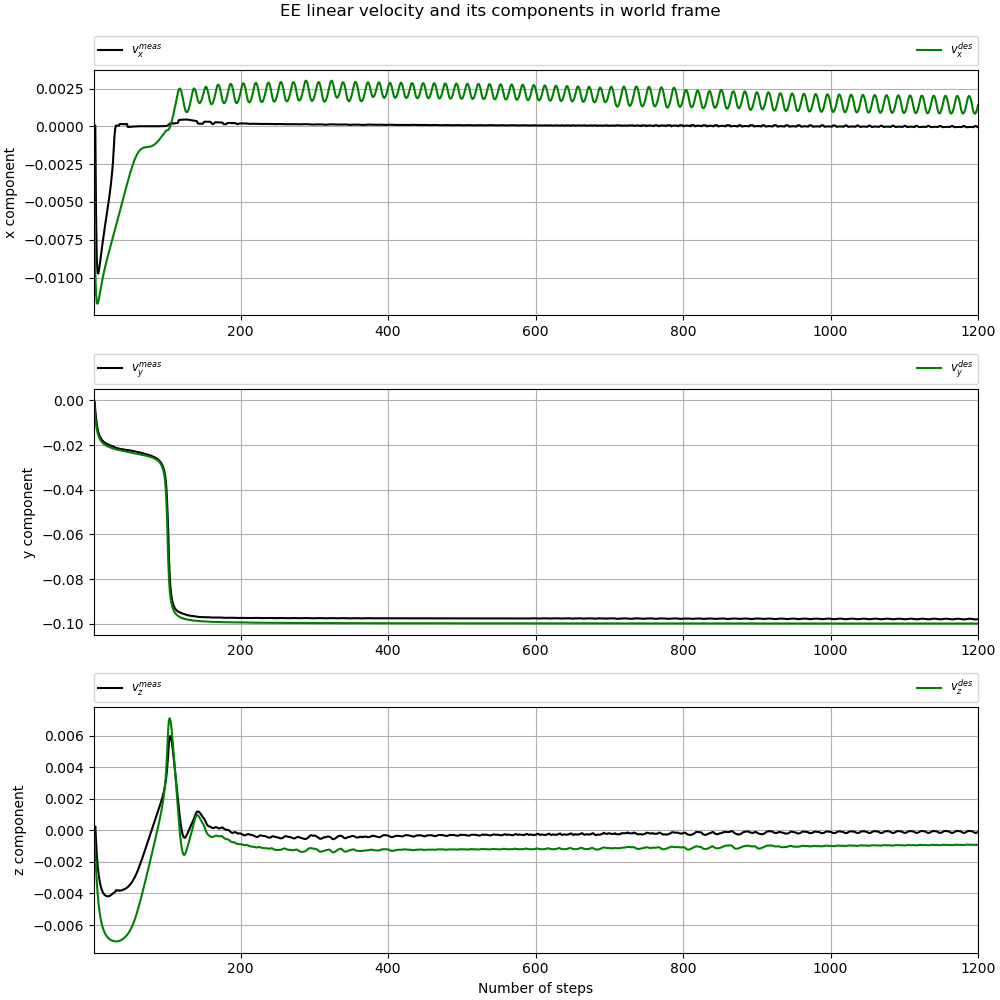 EE linear velocity and its components in world frame
v_x^meas v_x^des
0.0025
0.0000
−0.0025
−0.0050
−0.0075
−0.0100
x component
200 400 600 800 1000 1200
v_y^meas v_y^des
0.00
−0.02
−0.04
−0.06
−0.08
−0.10
y component
200 400 600 800 1000 1200
v_z^meas v_z^des
0.006
0.004
0.002
0.000
−0.002
−0.004
−0.006
z component
200 400 600 800 1000 1200
Number of steps